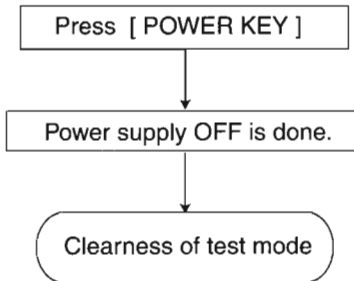 Press [ POWER KEY ]
Power supply OFF is done.
Clearness of test mode